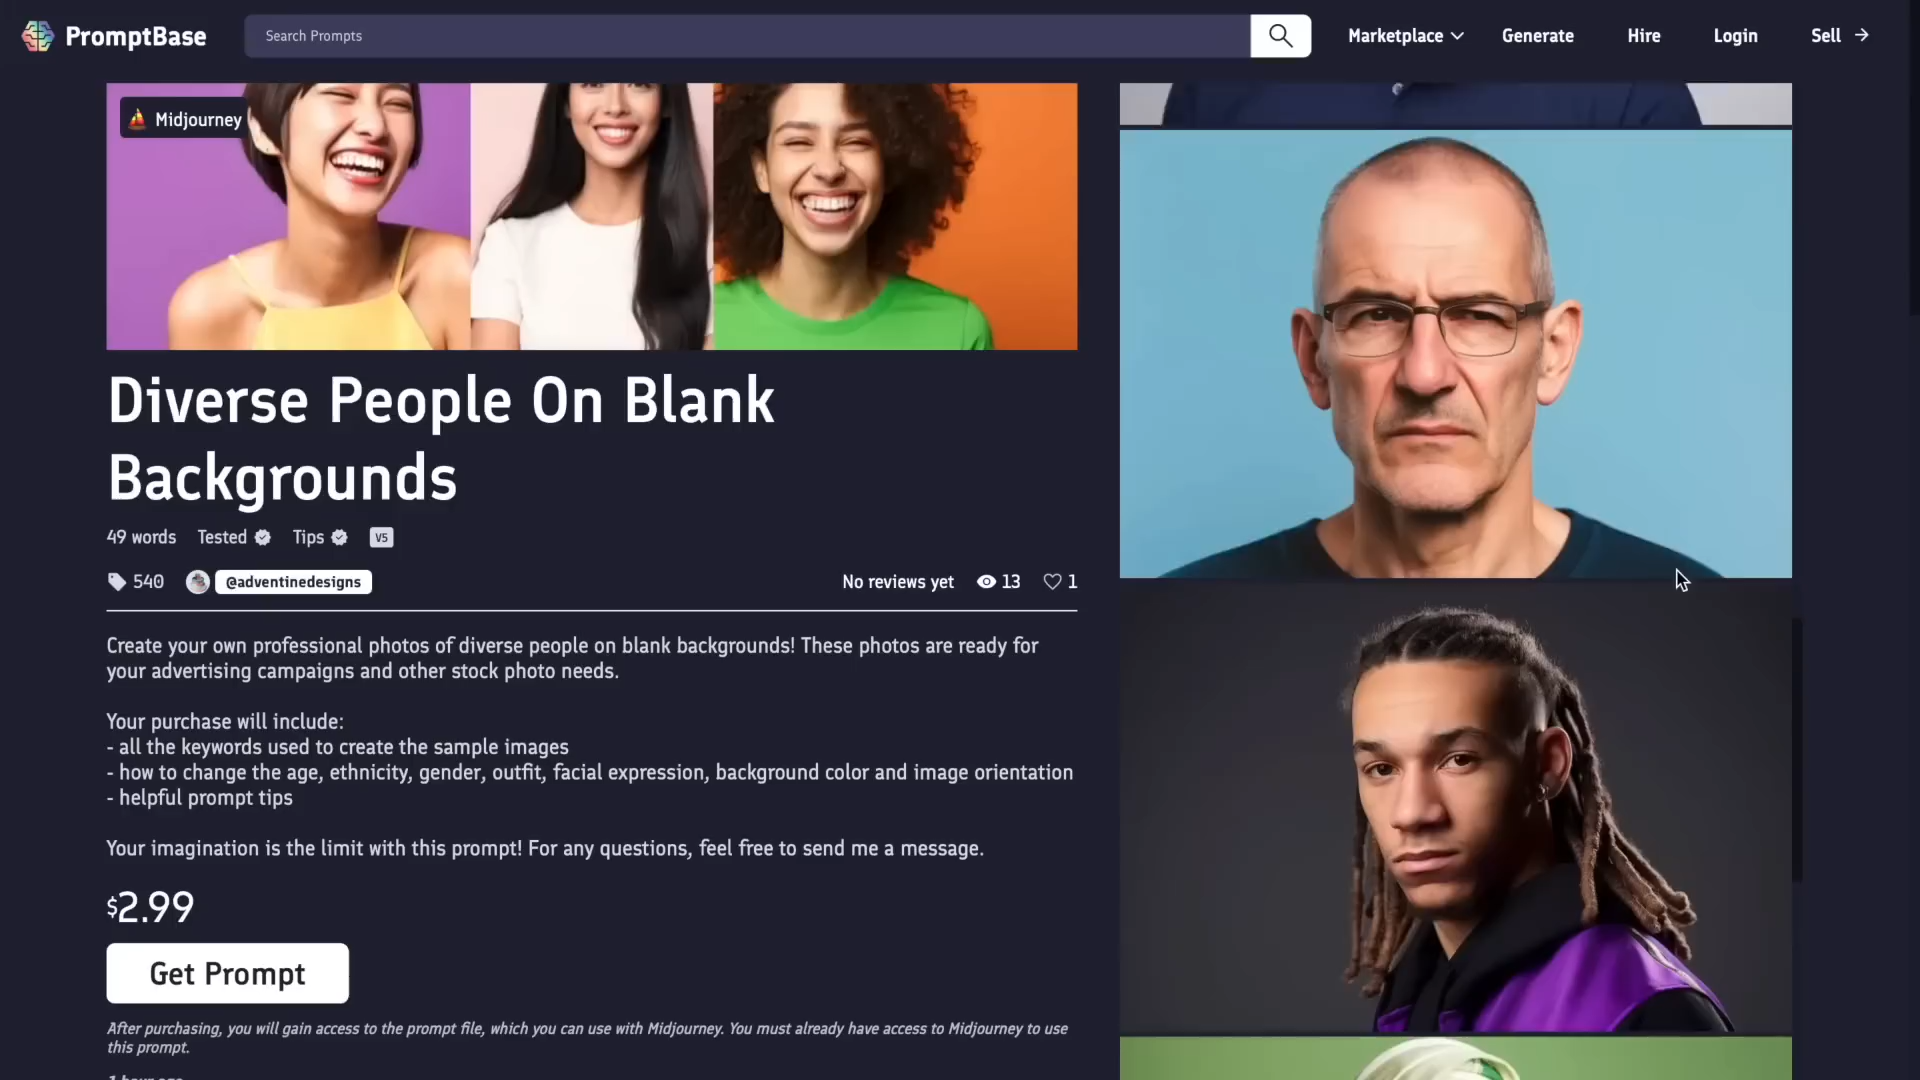 PromptBase
Search Prompts
Marketplace
Generate
Hire
Login
Sell
Midjourney
Diverse People On Blank
Backgrounds
49 words Tested Tips V5
540 @adventinedesigns No reviews yet 13 1
Create your own professional photos of diverse people on blank backgrounds! These photos are ready for
your advertising campaigns and other stock photo needs.
Your purchase will include:
- all the keywords used to create the sample images
- how to change the age, ethnicity, gender, outfit, facial expression, background color and image orientation
- helpful prompt tips
Your imagination is the limit with this prompt! For any questions, feel free to send me a message.
$2.99
Get Prompt
After purchasing, you will gain access to the prompt file, which you can use with Midjourney. You must already have access to Midjourney to use
this prompt.
1 hour ago